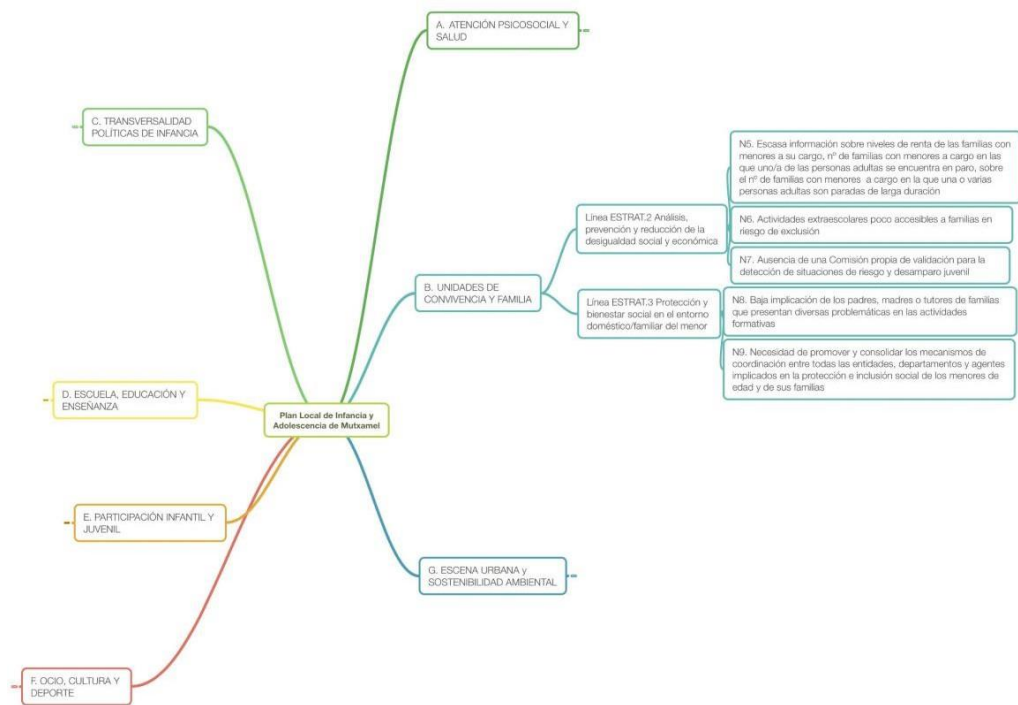 A. ATENCIÓN PSICOSOCIAL Y
SALUD
C. TRANSVERSALIDAD
POLÍTICAS DE INFANCIA
N5. Escasa información sobre niveles de renta de las familias con
menores a su cargo, nº de familias con menores a cargo en las
que uno/a de las personas adultas se encuentra en paro, sobre
el nº de familias con menores a cargo en la que una o varias
personas adultas son paradas de larga duración
Línea ESTRAT.2 Análisis,
prevención y reducción de la
desigualdad social y económica
N6. Actividades extraescolares poco accesibles a familias en
riesgo de exclusión
N7. Ausencia de una Comisión propia de validación para la
detección de situaciones de riesgo y desamparo juvenil
B. UNIDADES DE
CONVIVENCIA Y FAMILIA
Línea ESTRAT.3 Protección y
bienestar social en el entorno
doméstico/familiar del menor
N8. Baja implicación de los padres, madres o tutores de familias
que presentan diversas problemáticas en las actividades
formativas
N9. Necesidad de promover y consolidar los mecanismos de
coordinación entre todas las entidades, departamentos y agentes
implicados en la protección e inclusión social de los menores de
edad y de sus familias
D. ESCUELA, EDUCACIÓN Y
ENSEÑANZA
Plan Local de Infancia y
Adolescencia de Mutxamel
E. PARTICIPACIÓN INFANTIL Y
JUVENIL
G. ESCENA URBANA y
SOSTENIBILIDAD AMBIENTAL
F. OCIO, CULTURA Y
DEPORTE